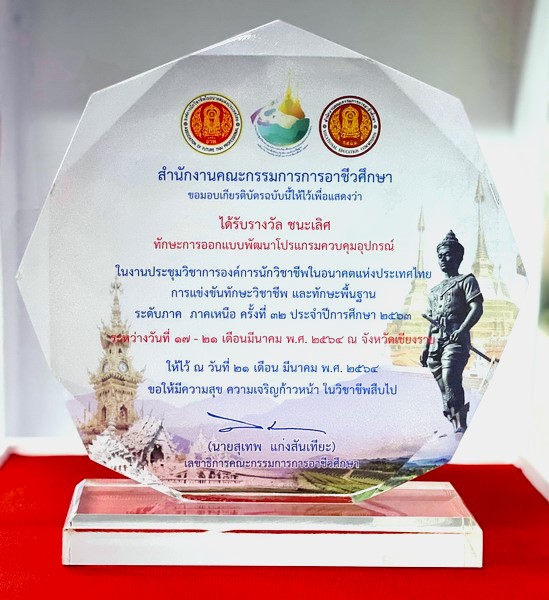 สำนักงานคณะกรรมการการอาชีวศึกษา
ขอมอบเกียรติบัตรฉบับนี้ให้ไว้เพื่อแสดงว่า
ได้รับรางวัล ชนะเลิศ
ทักษะการออกแบบพัฒนาโปรแกรมควบคุมอุปกรณ์
ในงานประชุมวิชาการองค์การนักวิชาชีพในอนาคตแห่งประเทศไทย
การแข่งขันทักษะวิชาชีพ และทักษะพื้นฐาน
ระดับภาค ภาคเหนือ ครั้งที่ ๓๒ ประจำปีการศึกษา ๒๕๖๓
ระหว่างวันที่ ๑๗ - ๒๑ เดือนมีนาคม พ.ศ. ๒๕๖๔ ณ จังหวัดเชียงราย
ให้ไว้ ณ วันที่ ๒๑ เดือน มีนาคม พ.ศ. ๒๕๖๔
ขอให้มีความสุข ความเจริญก้าวหน้า ในวิชาชีพสืบไป
(นายสุเทพ แก่งสันเทียะ)
เลขาธิการคณะกรรมการการอาชีวศึกษา